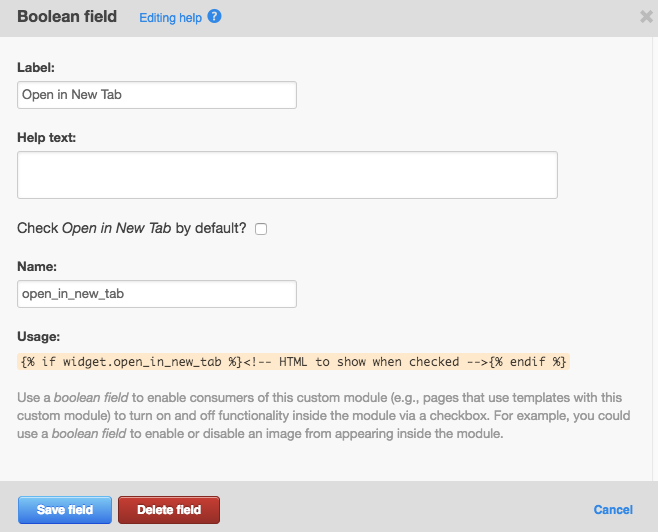 Boolean field Editing help ?
Label:
Open in New Tab
Help text:
Check Open in New Tab by default?
Name:
open_in_new_tab
Usage:
{% if widget.open_in_new_tab %}<!-- HTML to show when checked -->{% endif %}
Use a boolean field to enable consumers of this custom module (e.g., pages that use templates with this
custom module) to turn on and off functionality inside the module via a checkbox. For example, you could
use a boolean field to enable or disable an image from appearing inside the module.
Save field Delete field Cancel